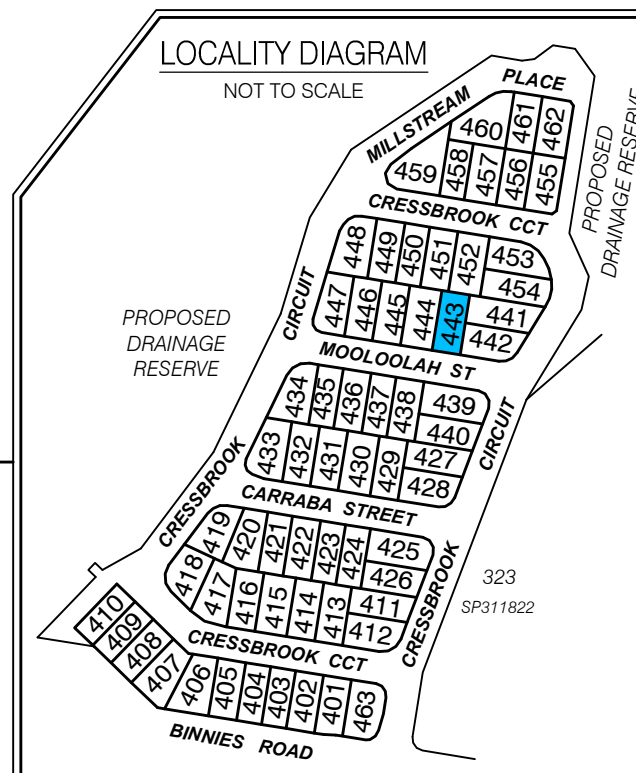 LOCALITY DIAGRAM
NOT TO SCALE
MILLSTREAM PLACE
460 461 462
459 458 457 456 455
PROPOSED
DRAINAGE RESERVE
CRESSBROOK CCT
448 449 450 451 452 453
454
447 446 445 444 443 441
442
CIRCUIT
PROPOSED
DRAINAGE
RESERVE
MOOLOOLAH ST
434 435 436 437 438 439
440
433 432 431 430 429 427
428
CIRCUIT
CRESSBROOK
CARRABA STREET
419 420 421 422 423 424 425
426
418 417 416 415 414 413 411
412
CRESSBROOK
323
SP311822
CRESSBROOK CCT
410
409
408
407
406 405 404 403 402 401 463
BINNIES ROAD